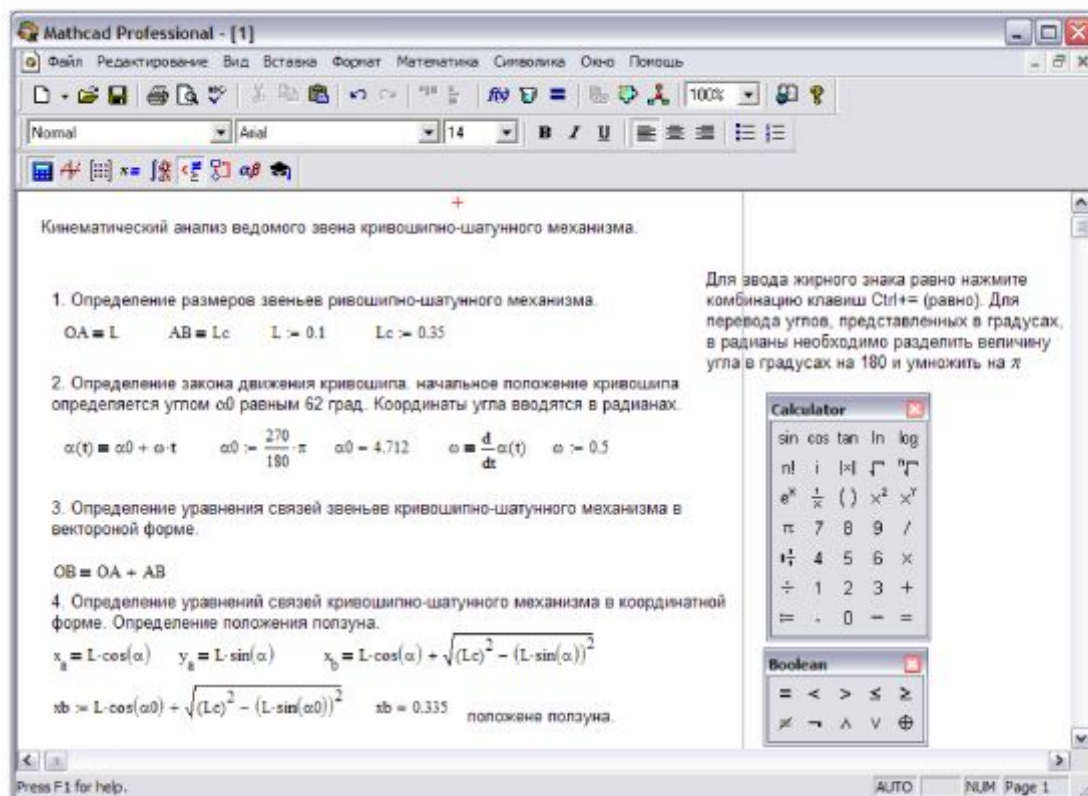 Mathcad Professional - [1]
Файл Редактирование Вид Вставка Формат Математика Символика Окно Помощь
100%
Normal Arial 14 B I U
Кинематический анализ ведомого звена кривошипно-шатунного механизма.
1. Определение размеров звеньев ривошипно-шатунного механизма.
OA = L AB = Lc L := 0.1 Lc := 0.35
2. Определение закона движения кривошипа. начальное положение кривошипа
определяется углом α0 равным 62 град. Координаты угла вводятся в радианах.
α(t) = α0 + ω·t α0 := 270/180·π α0 = 4.712 ω = d/dt α(t) ω := 0.5
3. Определение уравнения связей звеньев кривошипно-шатунного механизма в
вектороной форме.
OB = OA + AB
4. Определение уравнений связей кривошипно-шатунного механизма в координатной
форме. Определение положения ползуна.
x_a = L·cos(α) y_a = L·sin(α) x_b = L·cos(α) + √((Lc)² − (L·sin(α))²)
xb := L·cos(α0) + √((Lc)² − (L·sin(α0))²) xb = 0.335 положене ползуна.
Для ввода жирного знака равно нажмите
комбинацию клавиш Ctrl+= (равно). Для
перевода углов, представленных в градусах,
в радианы необходимо разделить величину
угла в градусах на 180 и умножить на π
Calculator
sin cos tan ln log
n! i |×| √ ⁿ√
eˣ 1/x ( ) ×² ×ʸ
π 7 8 9 /
4 5 6 ×
÷ 1 2 3 +
:= . 0 − =
Boolean
= < > ≤ ≥
≠ ¬ ∧ ∨ ⊕
Press F1 for help.
AUTO NUM Page 1